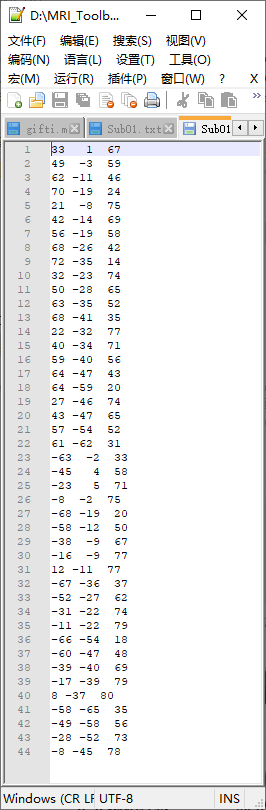 D:\MRI_Toolb...
文件(F) 编辑(E) 搜索(S) 视图(V)
编码(N) 语言(L) 设置(T) 工具(O)
宏(M) 运行(R) 插件(P) 窗口(W) ? X
gifti.m Sub01.txt Sub01
1 33 1 67
2 49 -3 59
3 62 -11 46
4 70 -19 24
5 21 -8 75
6 42 -14 69
7 56 -19 58
8 68 -26 42
9 72 -35 14
10 32 -23 74
11 50 -28 65
12 63 -35 52
13 68 -41 35
14 22 -32 77
15 40 -34 71
16 59 -40 56
17 64 -47 43
18 64 -59 20
19 27 -46 74
20 43 -47 65
21 57 -54 52
22 61 -62 31
23 -63 -2 33
24 -45 4 58
25 -23 5 71
26 -8 -2 75
27 -68 -19 20
28 -58 -12 50
29 -38 -9 67
30 -16 -9 77
31 12 -11 77
32 -67 -36 37
33 -52 -27 62
34 -31 -22 74
35 -11 -22 79
36 -66 -54 18
37 -60 -47 48
38 -39 -40 69
39 -17 -39 79
40 8 -37 80
41 -58 -65 35
42 -49 -58 56
43 -28 -52 73
44 -8 -45 78
Windows (CR LF UTF-8 INS